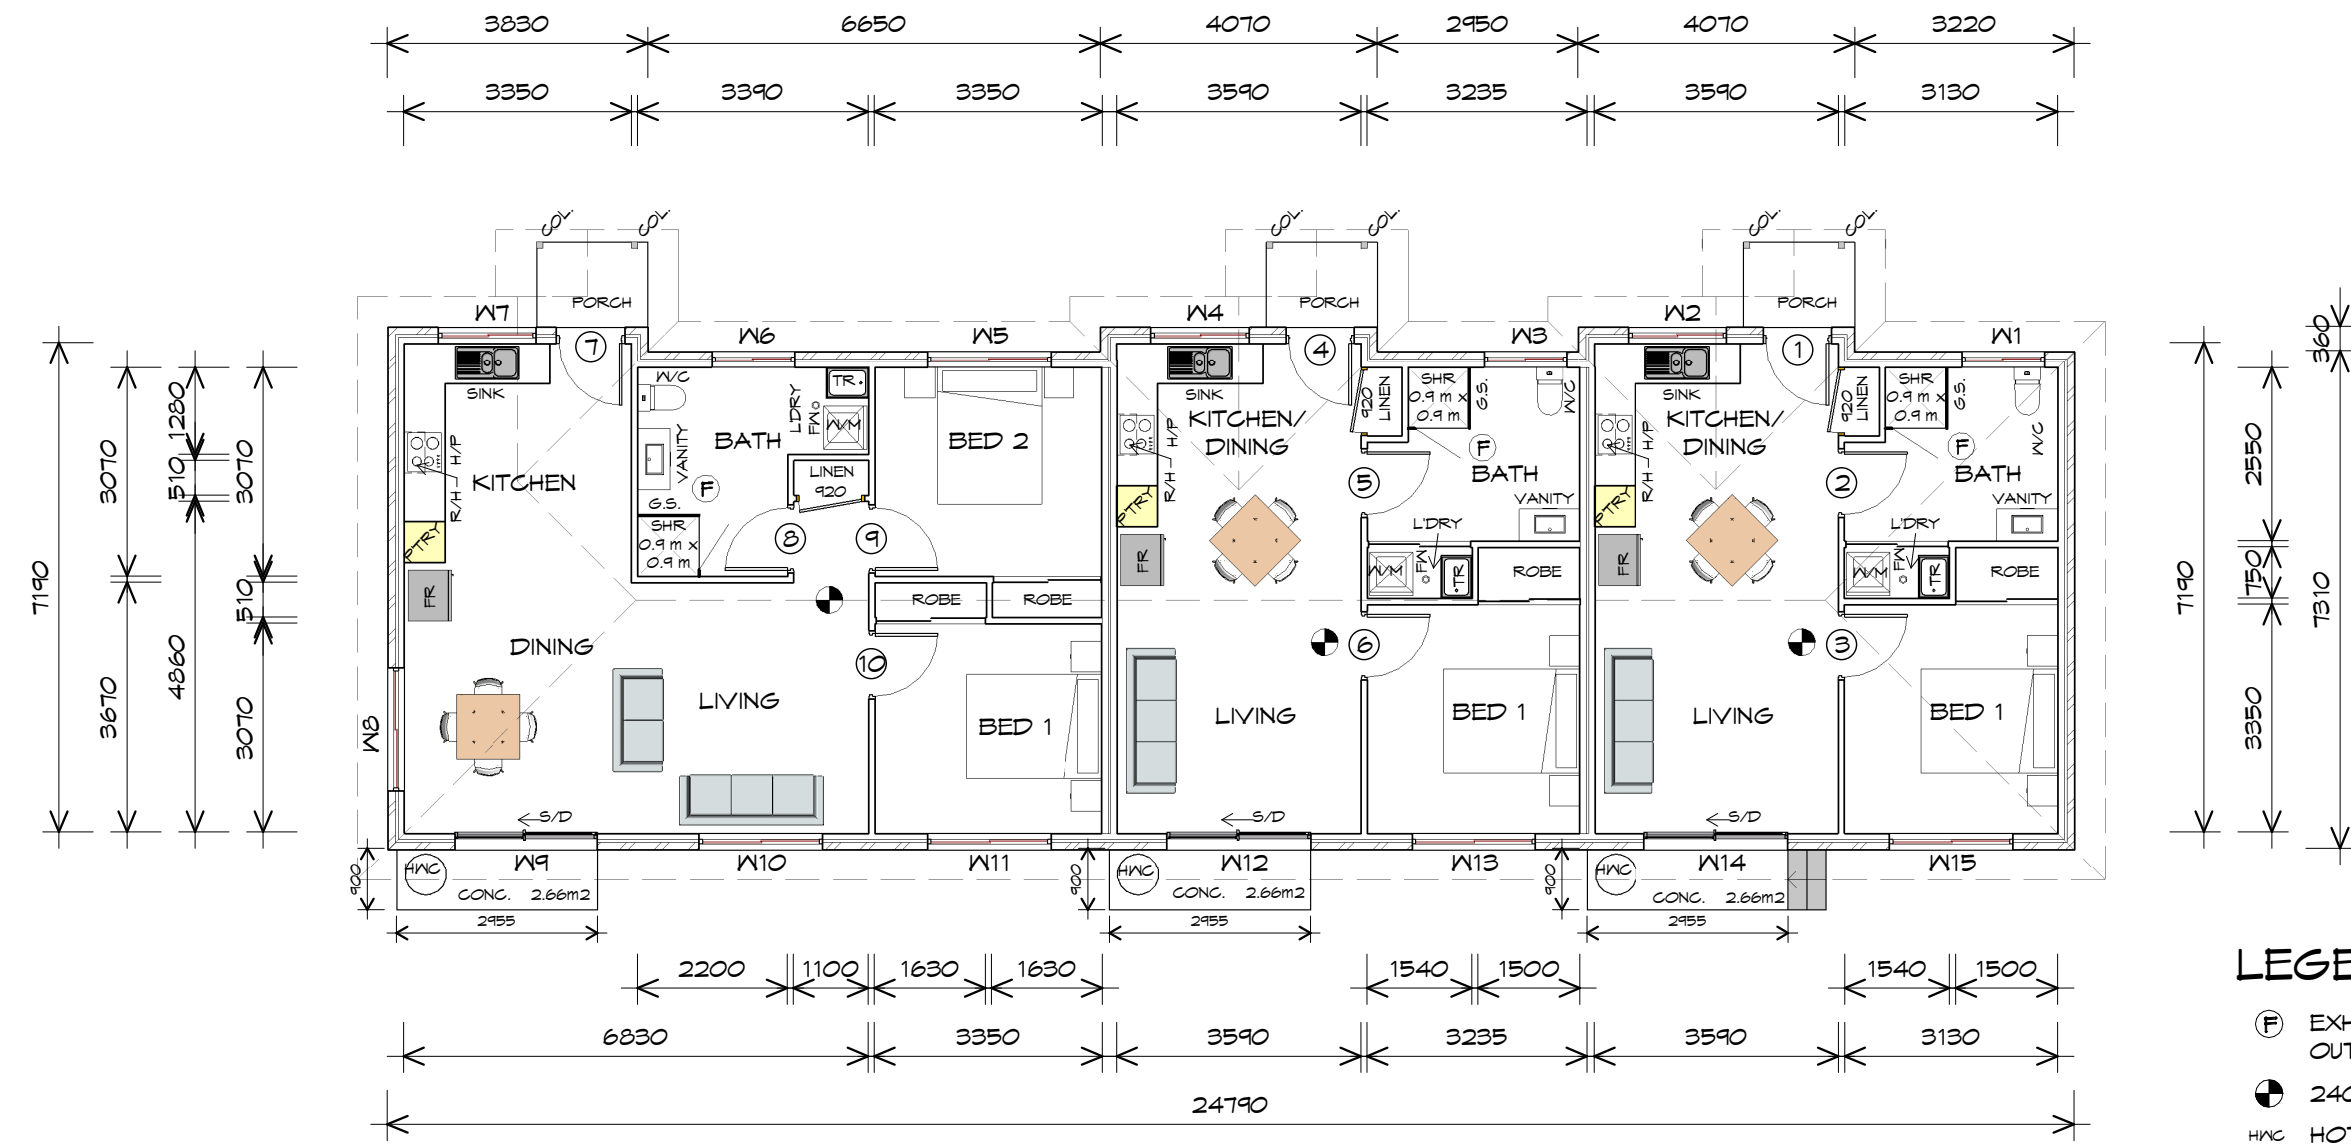 3830 6650 4070 2950 4070 3220
3350 3390 3350 3590 3235 3590 3130
COL. COL. COL. COL. COL. COL.
PORCH PORCH PORCH
W7 W6 W5 W4 W3 W2 W1
7 4 1
360
SINK W/C L'DRY FW TR. SINK 920 LINEN SHR 0.9 m x 0.9 m G.S. W/C SINK 920 LINEN SHR 0.9 m x 0.9 m G.S. W/C
R/H H/P VANITY BATH W/M BED 2 R/H H/P KITCHEN/ DINING F BATH R/H H/P KITCHEN/ DINING F BATH
KITCHEN F LINEN 920
G.S. VANITY VANITY
PTRY SHR 0.9 m x 0.9 m 8 9 PTRY 5 L'DRY PTRY 2 L'DRY
FR ROBE ROBE FR W/M FW TR ROBE FR W/M FW TR ROBE
DINING 10 6 3
LIVING BED 1 LIVING BED 1 LIVING BED 1
W8
S/D S/D S/D
W9 W10 W11 W12 W13 W14 W15
HWC CONC. 2.66m2 HWC CONC. 2.66m2 HWC CONC. 2.66m2
900 900 900
2955 2955 2955
7190 3070 3670 1280 510 4860 3070 510 3070
7190 2550 750 3350 7310
2200 1100 1630 1630 1540 1500 1540 1500
6830 3350 3590 3235 3590 3130
24790
LEGE
F EXH
OUT
240
HWC HOT